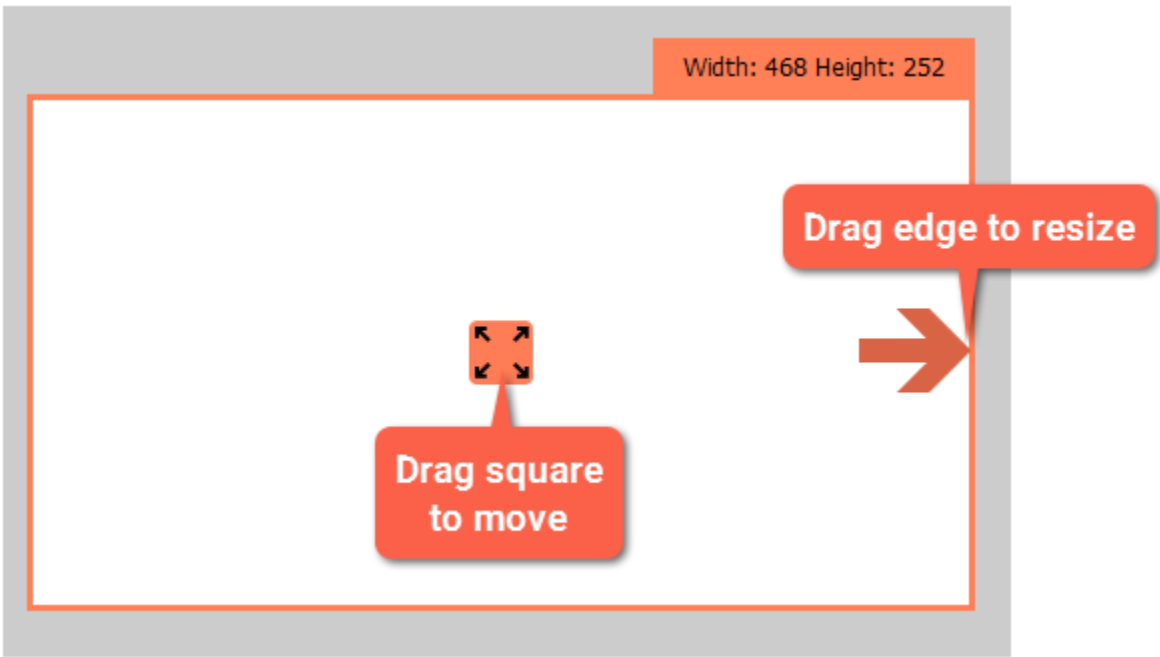 Width: 468 Height: 252
Drag edge to resize
Drag square
to move